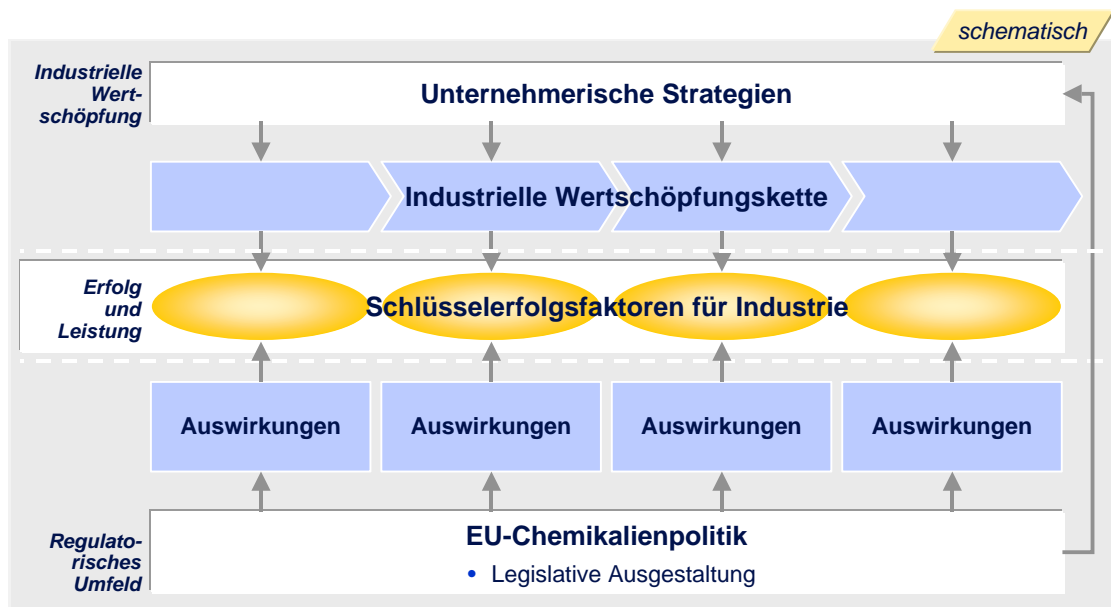 schematisch
Industrielle
Wert-
schöpfung
Unternehmerische Strategien
Industrielle Wertschöpfungskette
Erfolg
und
Leistung
Schlüsselerfolgsfaktoren für Industrie
Auswirkungen
Auswirkungen
Auswirkungen
Auswirkungen
Regulato-
risches
Umfeld
EU-Chemikalienpolitik
• Legislative Ausgestaltung